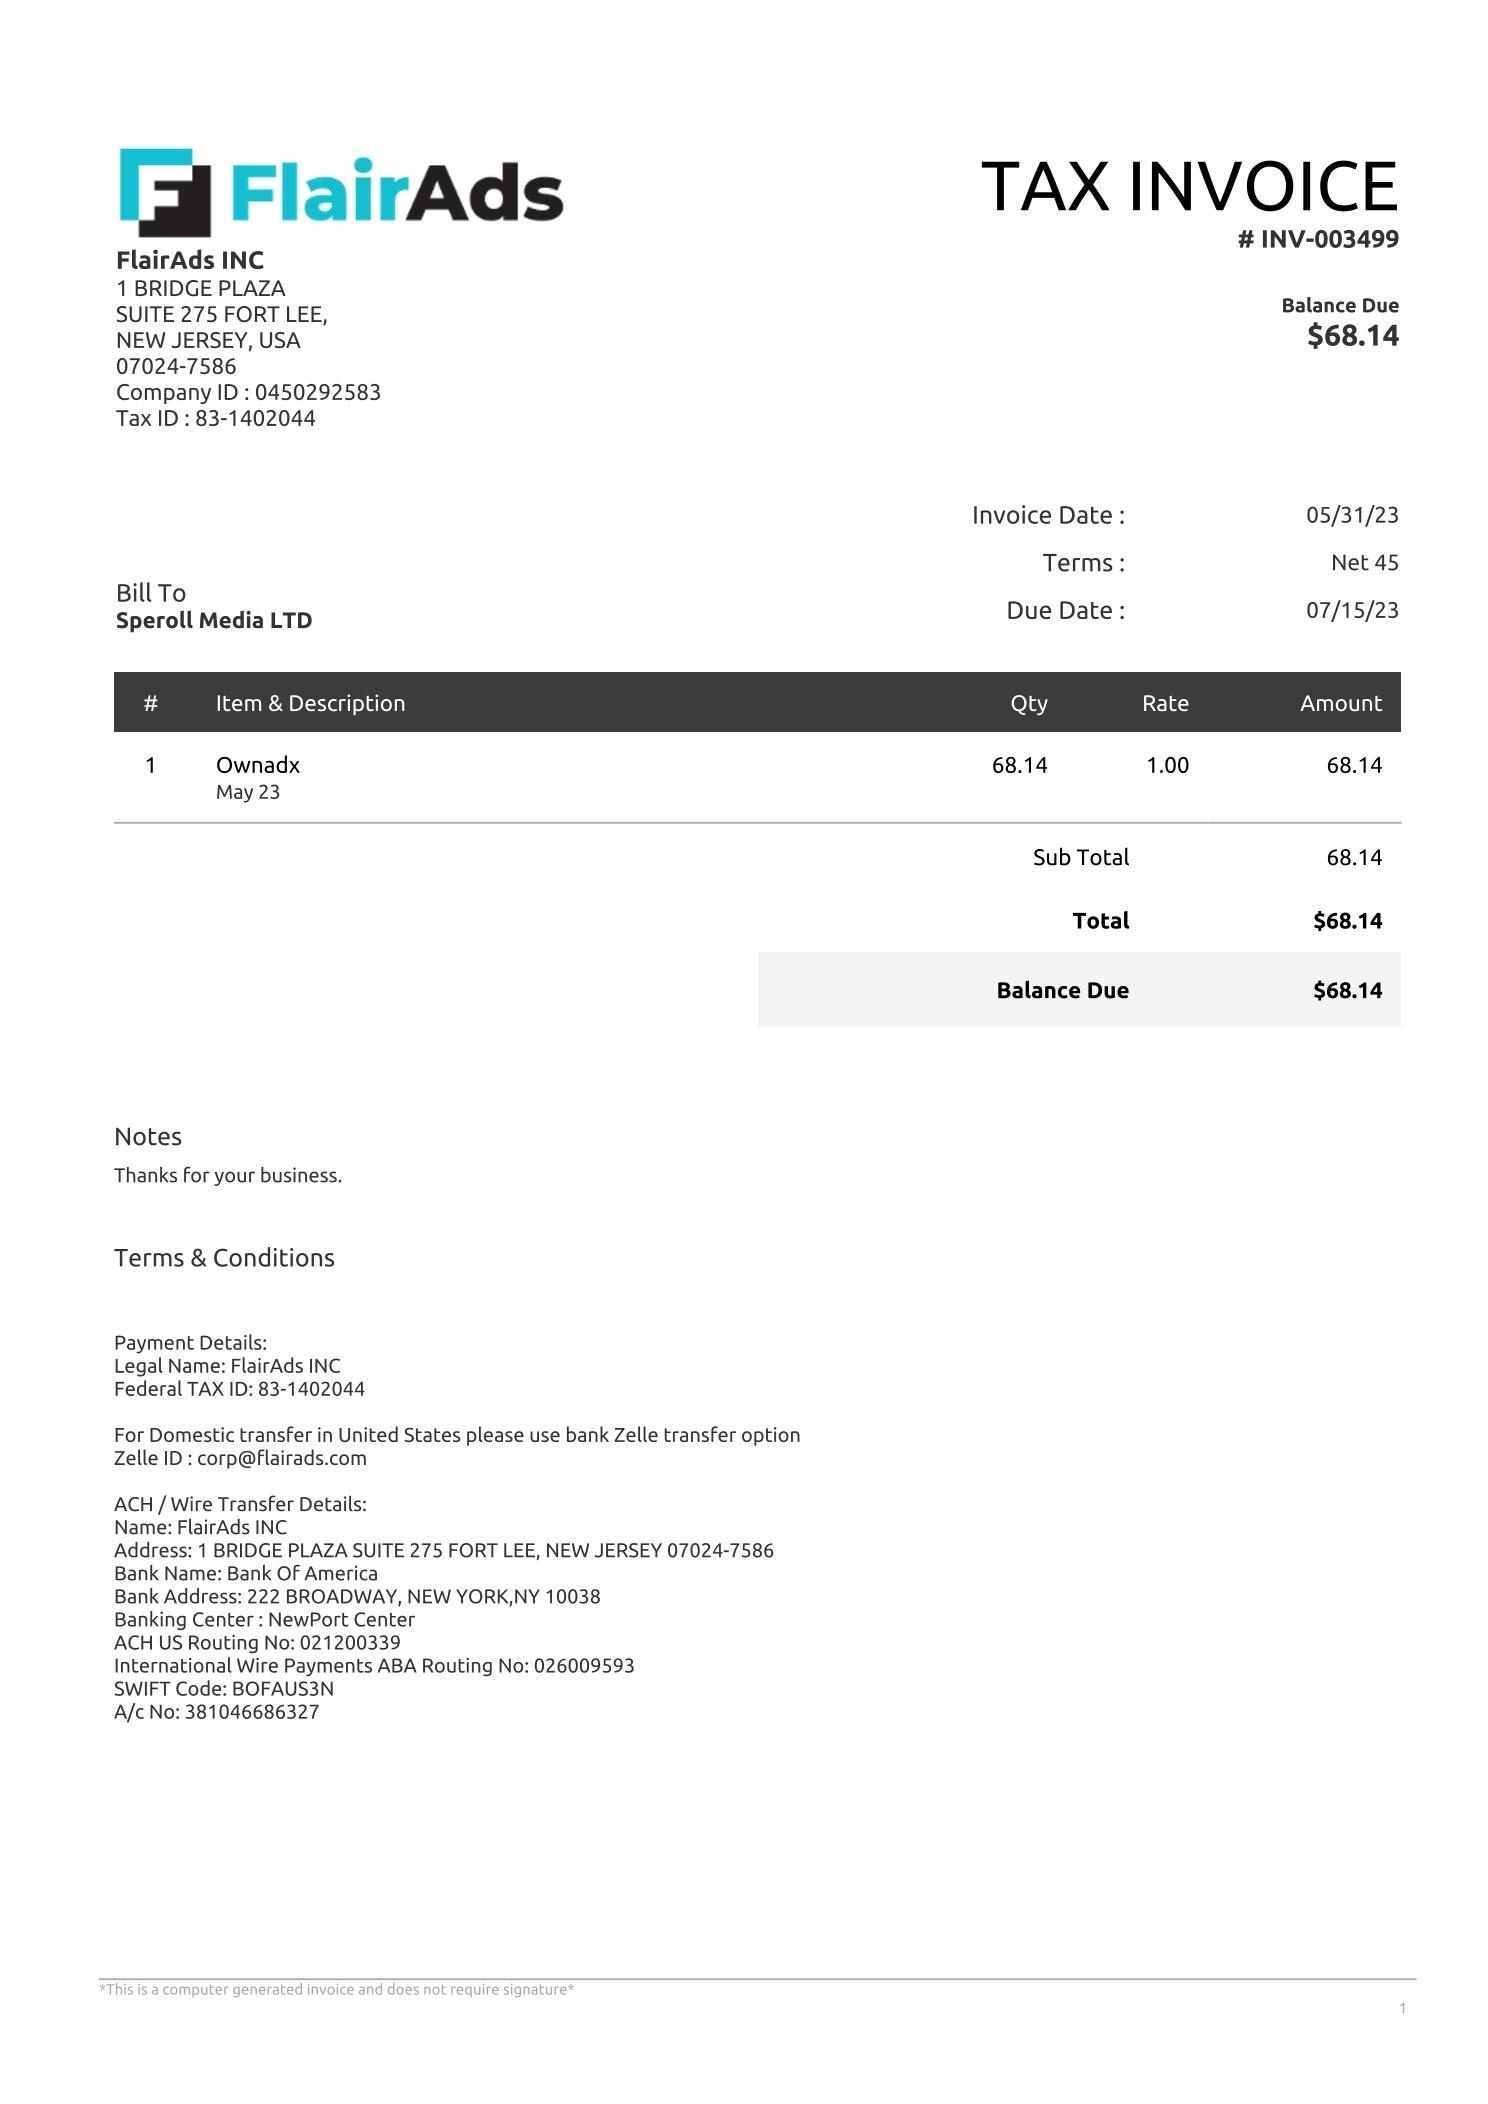 FlairAds
TAX INVOICE
# INV-003499
FlairAds INC
1 BRIDGE PLAZA
SUITE 275 FORT LEE,
NEW JERSEY, USA
07024-7586
Company ID : 0450292583
Tax ID : 83-1402044
Balance Due
$68.14
Invoice Date : 05/31/23
Terms : Net 45
Due Date : 07/15/23
Bill To
Speroll Media LTD
# Item & Description Qty Rate Amount
1 Ownadx 68.14 1.00 68.14
May 23
Sub Total 68.14
Total $68.14
Balance Due $68.14
Notes
Thanks for your business.
Terms & Conditions
Payment Details:
Legal Name: FlairAds INC
Federal TAX ID: 83-1402044
For Domestic transfer in United States please use bank Zelle transfer option
Zelle ID : corp@flairads.com
ACH / Wire Transfer Details:
Name: FlairAds INC
Address: 1 BRIDGE PLAZA SUITE 275 FORT LEE, NEW JERSEY 07024-7586
Bank Name: Bank Of America
Bank Address: 222 BROADWAY, NEW YORK,NY 10038
Banking Center : NewPort Center
ACH US Routing No: 021200339
International Wire Payments ABA Routing No: 026009593
SWIFT Code: BOFAUS3N
A/c No: 381046686327
*This is a computer generated invoice and does not require signature*
1